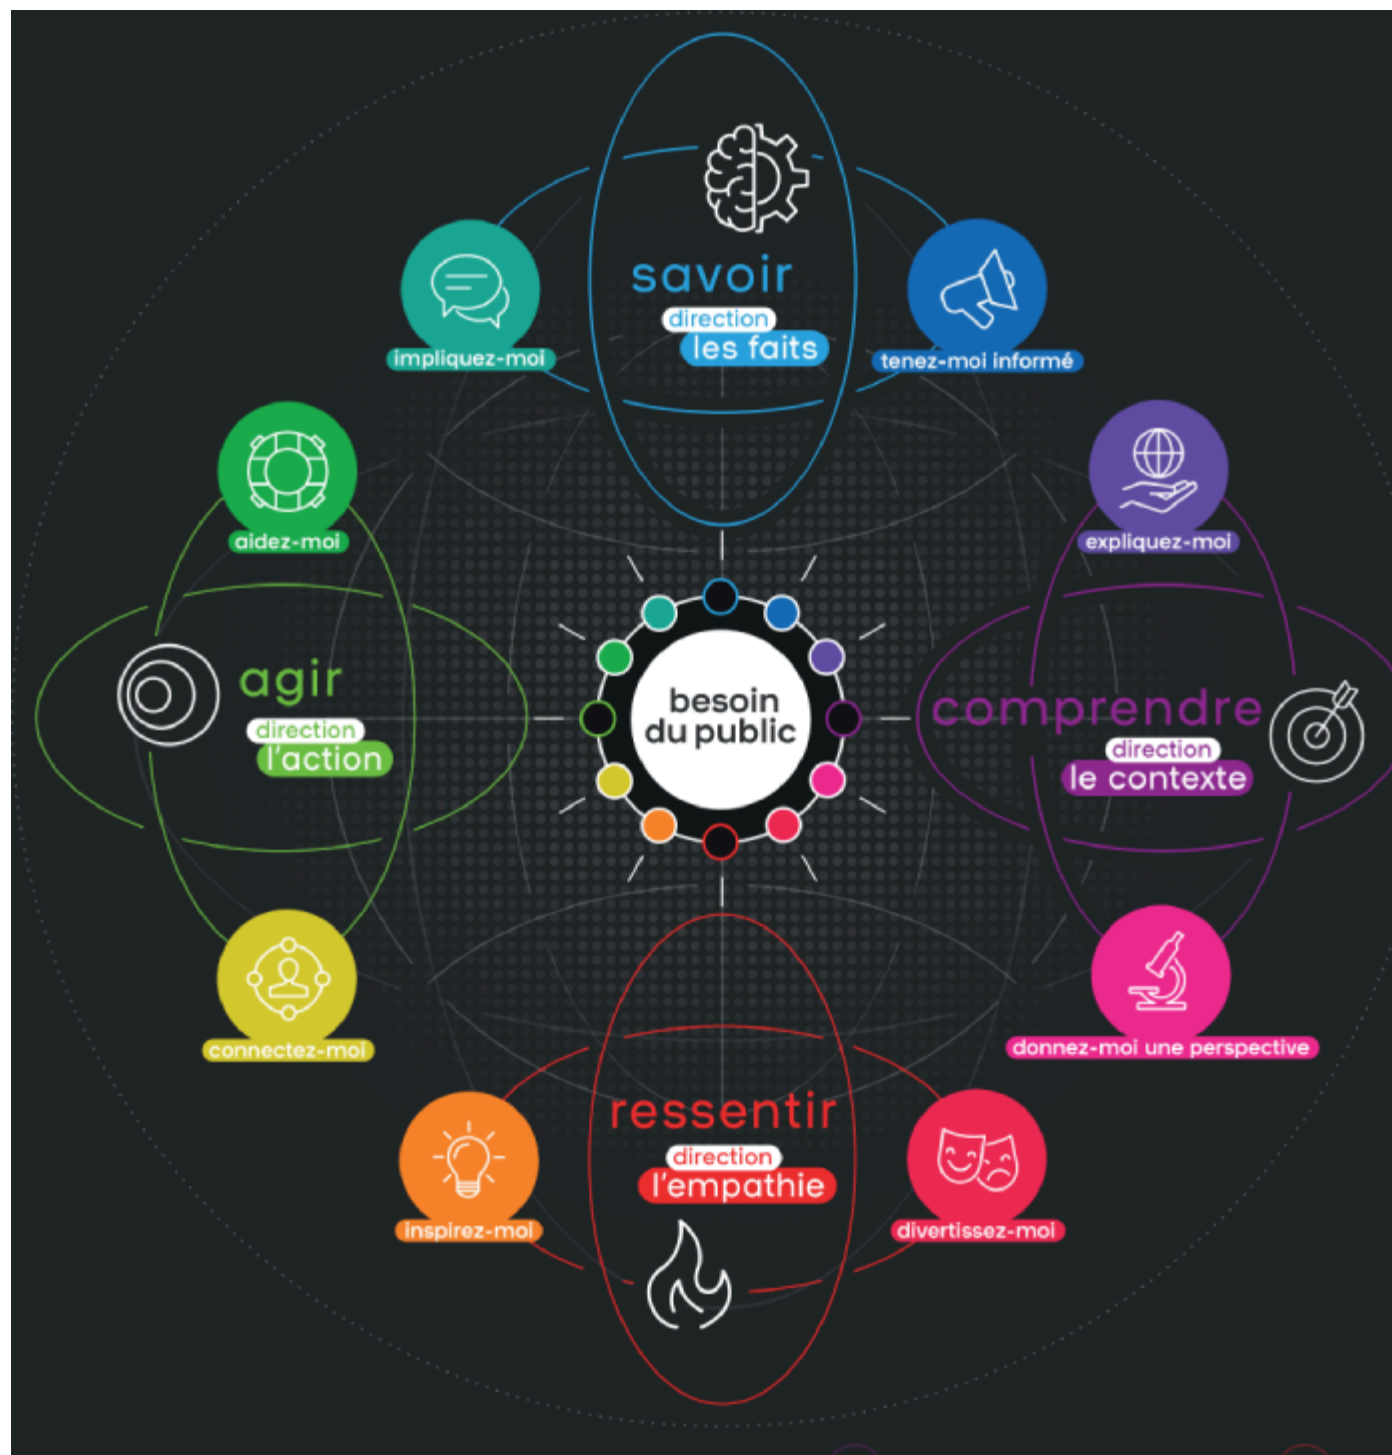 savoir
direction
les faits
impliquez-moi
tenez-moi informé
aidez-moi
expliquez-moi
agir
direction
l'action
besoin
du public
comprendre
direction
le contexte
connectez-moi
donnez-moi une perspective
ressentir
direction
l'empathie
inspirez-moi
divertissez-moi